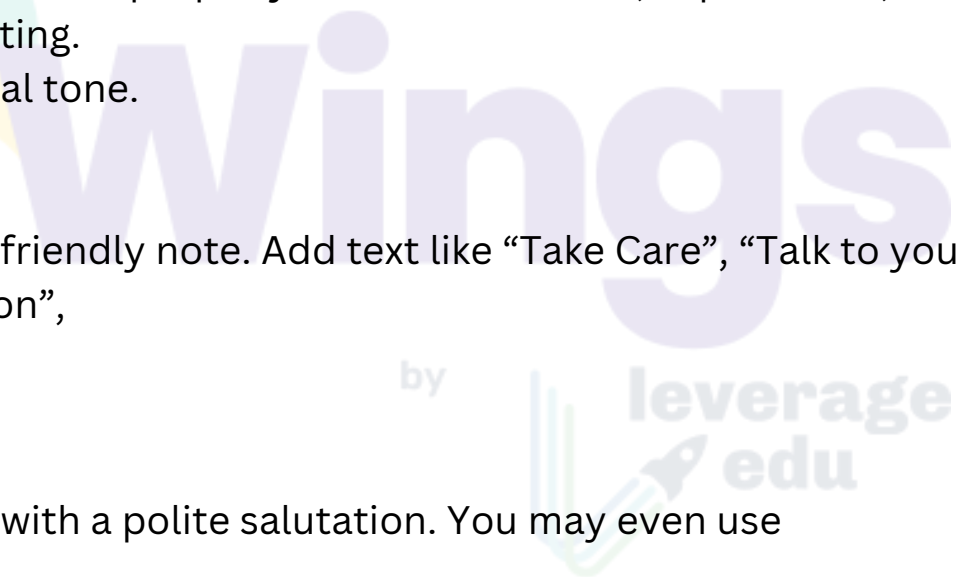 ting.
al tone.
Wings
friendly note. Add text like “Take Care”, “Talk to you
on”,
by
leverage
edu
with a polite salutation. You may even use